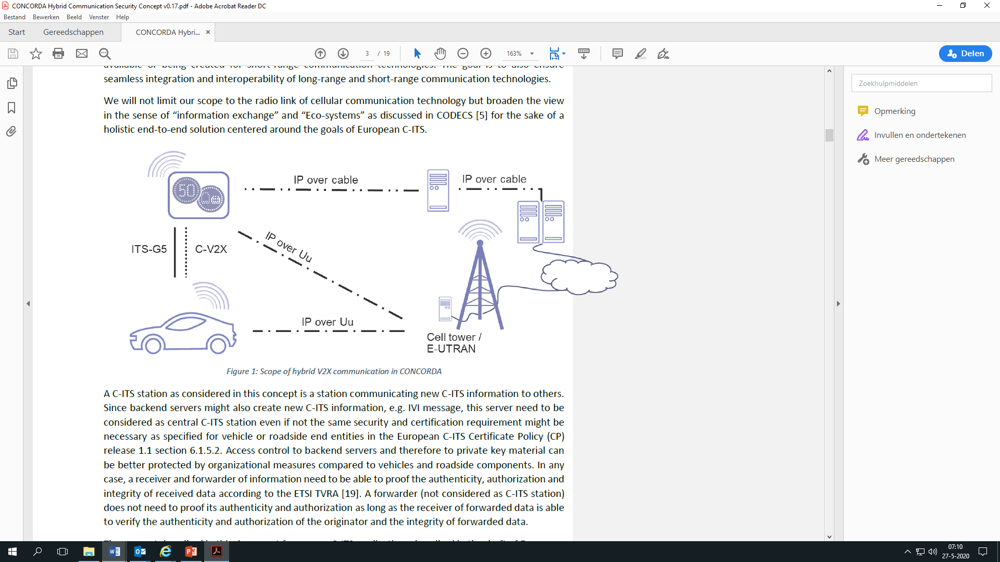 CONCORDA Hybrid Communication Security Concept v0.17.pdf - Adobe Acrobat Reader DC
Bestand Bewerken Beeld Venster Help
Start Gereedschappen CONCORDA Hybri... ×
3 / 19 163% Delen
available or being created for short-range communication technologies. The goal is to also ensure
seamless integration and interoperability of long-range and short-range communication technologies.
We will not limit our scope to the radio link of cellular communication technology but broaden the view
in the sense of “information exchange” and “Eco-systems” as discussed in CODECS [5] for the sake of a
holistic end-to-end solution centered around the goals of European C-ITS.
IP over cable
IP over cable
50
ITS-G5
C-V2X
IP over Uu
IP over Uu
Cell tower /
E-UTRAN
Figure 1: Scope of hybrid V2X communication in CONCORDA
A C-ITS station as considered in this concept is a station communicating new C-ITS information to others.
Since backend servers might also create new C-ITS information, e.g. IVI message, this server need to be
considered as central C-ITS station even if not the same security and certification requirement might be
necessary as specified for vehicle or roadside end entities in the European C-ITS Certificate Policy (CP)
release 1.1 section 6.1.5.2. Access control to backend servers and therefore to private key material can
be better protected by organizational measures compared to vehicles and roadside components. In any
case, a receiver and forwarder of information need to be able to proof the authenticity, authorization and
integrity of received data according to the ETSI TVRA [19]. A forwarder (not considered as C-ITS station)
does not need to proof its authenticity and authorization as long as the receiver of forwarded data is able
to verify the authenticity and authorization of the originator and the integrity of forwarded data.
Zoekhulpmiddelen
Opmerking
Invullen en ondertekenen
Meer gereedschappen
07:10
27-5-2020